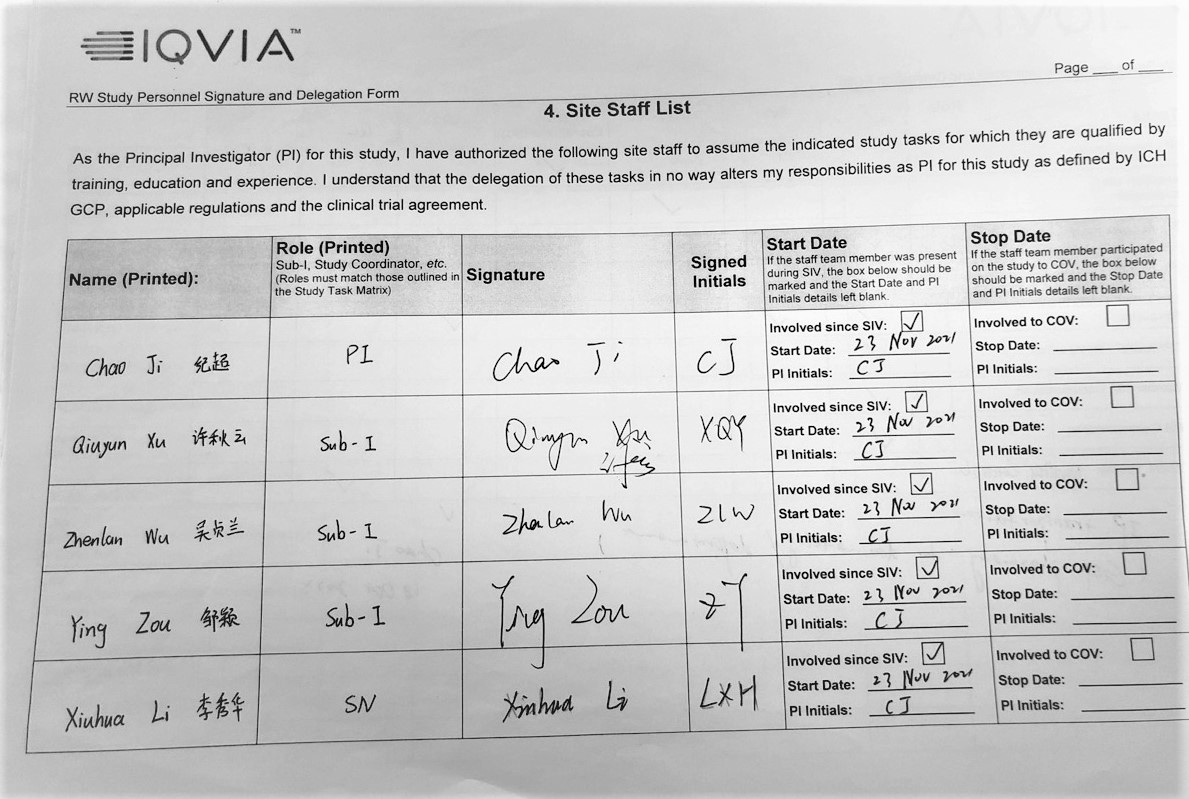 IQVIA™
Page ___ of ___
RW Study Personnel Signature and Delegation Form
4. Site Staff List
As the Principal Investigator (PI) for this study, I have authorized the following site staff to assume the indicated study tasks for which they are qualified by
training, education and experience. I understand that the delegation of these tasks in no way alters my responsibilities as PI for this study as defined by ICH
GCP, applicable regulations and the clinical trial agreement.
Name (Printed):
Role (Printed)
Sub-I, Study Coordinator, etc.
(Roles must match those outlined in
the Study Task Matrix)
Signature
Signed
Initials
Start Date
If the staff team member was present
during SIV, the box below should be
marked and the Start Date and PI
Initials details left blank.
Stop Date
If the staff team member participated
on the study to COV, the box below
should be marked and the Stop Date
and PI Initials details left blank.
Chao Ji 纪超
PI
Chao Ji
CJ
Involved since SIV: ☑
Start Date: 23 Nov 2021
PI Initials: CJ
Involved to COV: ☐
Stop Date:
PI Initials:
Qiuyun Xu 许秋云
Sub-I
Qiuyun Xu
XQY
Involved since SIV: ☑
Start Date: 23 Nov 2021
PI Initials: CJ
Involved to COV: ☐
Stop Date:
PI Initials:
Zhenlan Wu 吴贞兰
Sub-I
Zhenlan Wu
ZLW
Involved since SIV: ☑
Start Date: 23 Nov 2021
PI Initials: CJ
Involved to COV: ☐
Stop Date:
PI Initials:
Ying Zou 邹颖
Sub-I
Ying Zou
ZY
Involved since SIV: ☑
Start Date: 23 Nov 2021
PI Initials: CJ
Involved to COV: ☐
Stop Date:
PI Initials:
Xiuhua Li 李秀华
SN
Xiuhua Li
LXH
Involved since SIV: ☑
Start Date: 23 Nov 2021
PI Initials: CJ
Involved to COV: ☐
Stop Date:
PI Initials: